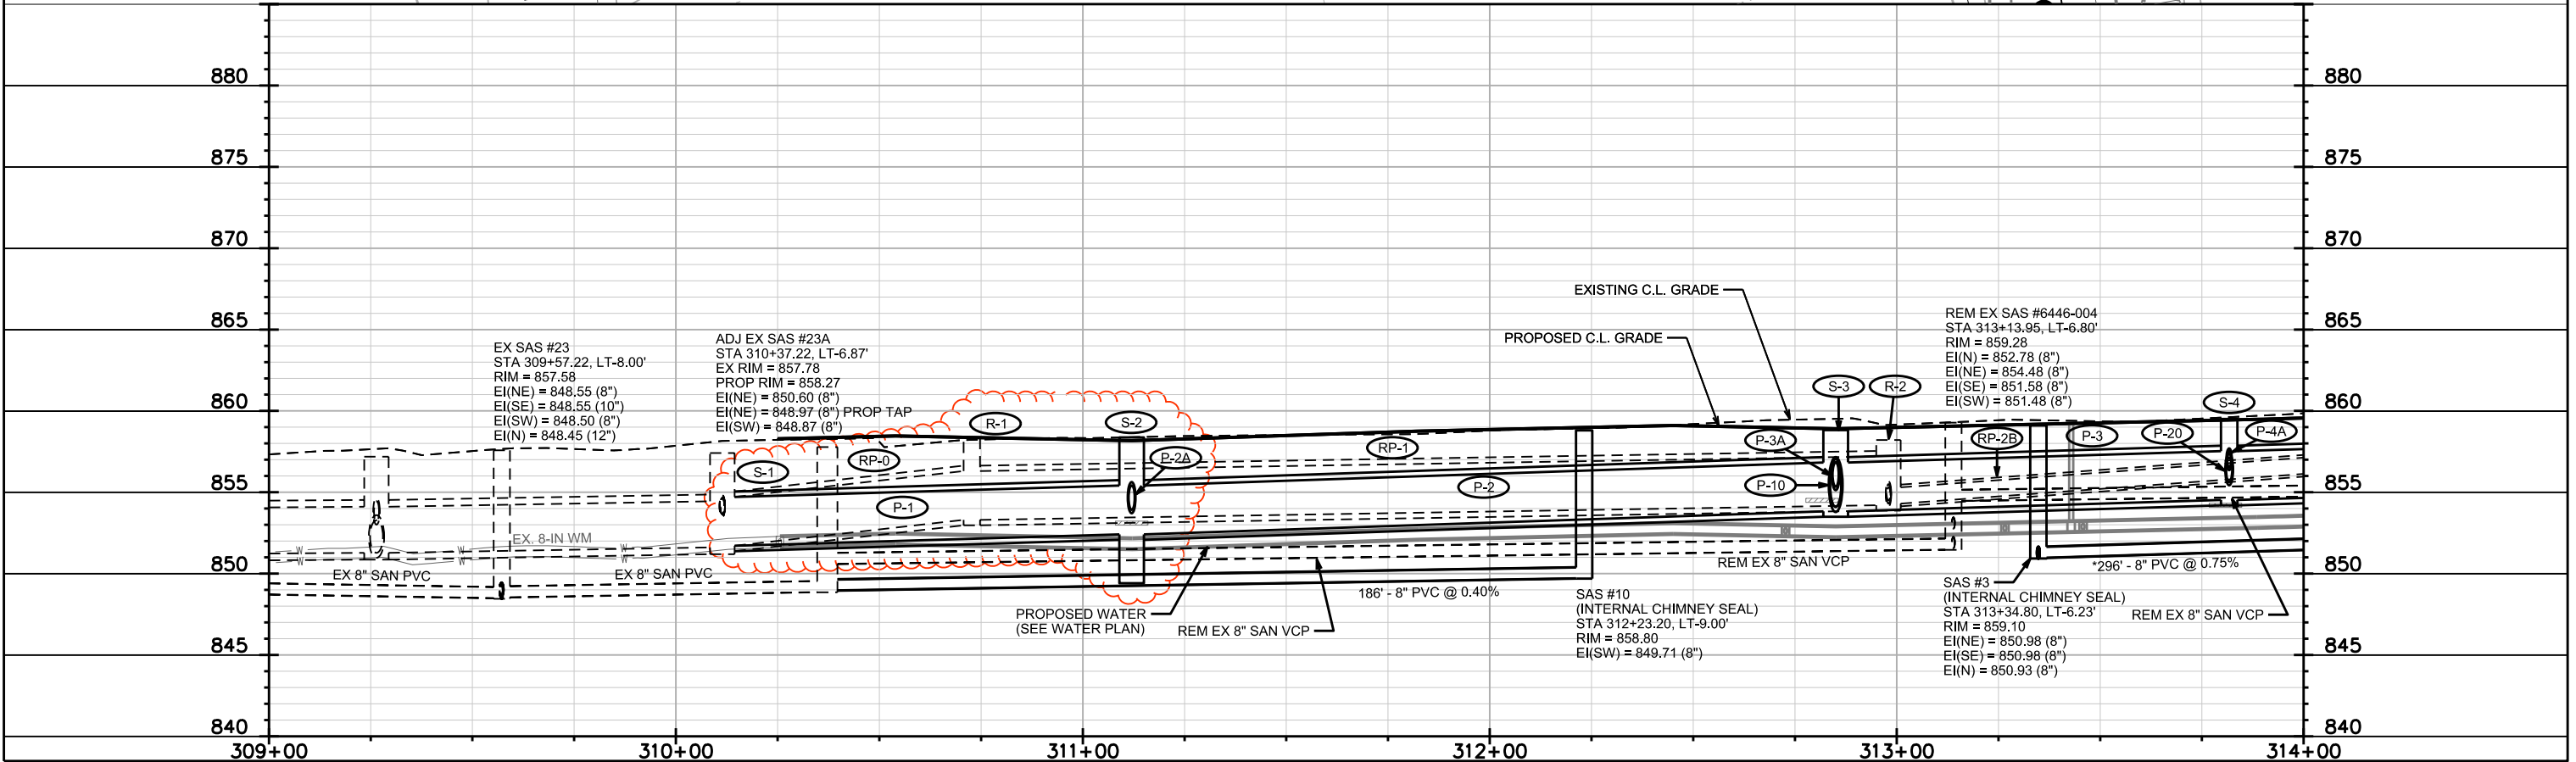 880
880
875
875
870
870
865
865
860
860
855
855
850
850
845
845
840
840
309+00
310+00
311+00
312+00
313+00
314+00
EX SAS #23
STA 309+57.22, LT-8.00'
RIM = 857.58
EI(NE) = 848.55 (8")
EI(SE) = 848.55 (10")
EI(SW) = 848.50 (8")
EI(N) = 848.45 (12")
ADJ EX SAS #23A
STA 310+37.22, LT-6.87'
EX RIM = 857.78
PROP RIM = 858.27
EI(NE) = 850.60 (8")
EI(NE) = 848.97 (8") PROP TAP
EI(SW) = 848.87 (8")
EX. 8-IN WM
EX 8" SAN PVC
EX 8" SAN PVC
S-1
RP-0
P-1
R-1
S-2
P-2A
RP-1
P-2
PROPOSED WATER
(SEE WATER PLAN)
REM EX 8" SAN VCP
186' - 8" PVC @ 0.40%
EXISTING C.L. GRADE
PROPOSED C.L. GRADE
SAS #10
(INTERNAL CHIMNEY SEAL)
STA 312+23.20, LT-9.00'
RIM = 858.80
EI(SW) = 849.71 (8")
S-3
R-2
P-3A
P-10
REM EX 8" SAN VCP
REM EX SAS #6446-004
STA 313+13.95, LT-6.80'
RIM = 859.28
EI(N) = 852.78 (8")
EI(NE) = 854.48 (8")
EI(SE) = 851.58 (8")
EI(SW) = 851.48 (8")
RP-2B
P-3
P-20
S-4
P-4A
*296' - 8" PVC @ 0.75%
SAS #3
(INTERNAL CHIMNEY SEAL)
STA 313+34.80, LT-6.23'
RIM = 859.10
EI(NE) = 850.98 (8")
EI(SE) = 850.98 (8")
EI(N) = 850.93 (8")
REM EX 8" SAN VCP